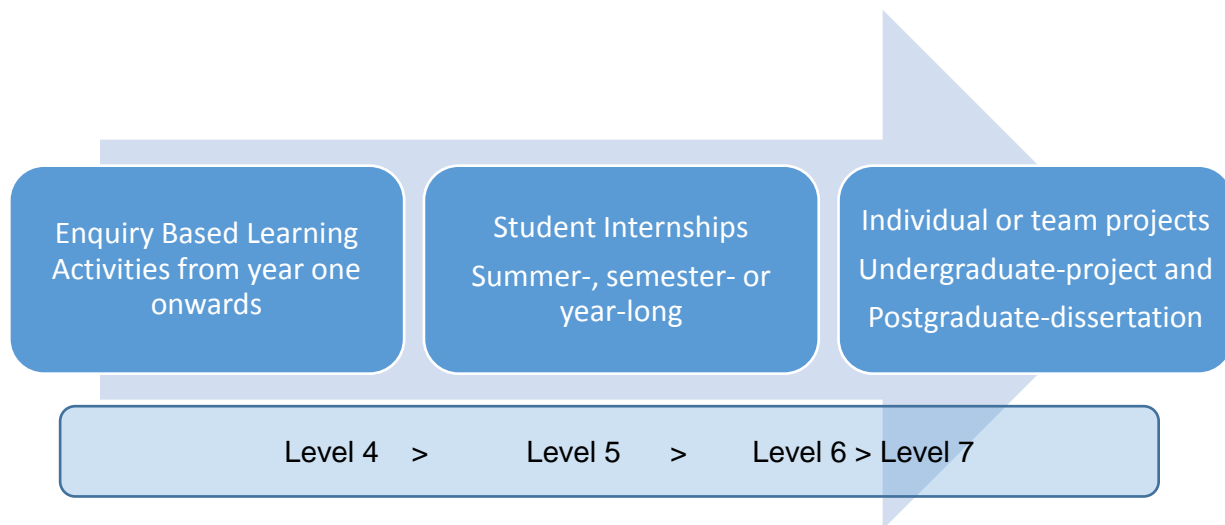 Enquiry Based Learning
Activities from year one
onwards
Student Internships
Summer-, semester- or
year-long
Individual or team projects
Undergraduate-project and
Postgraduate-dissertation
Level 4 > Level 5 > Level 6 > Level 7